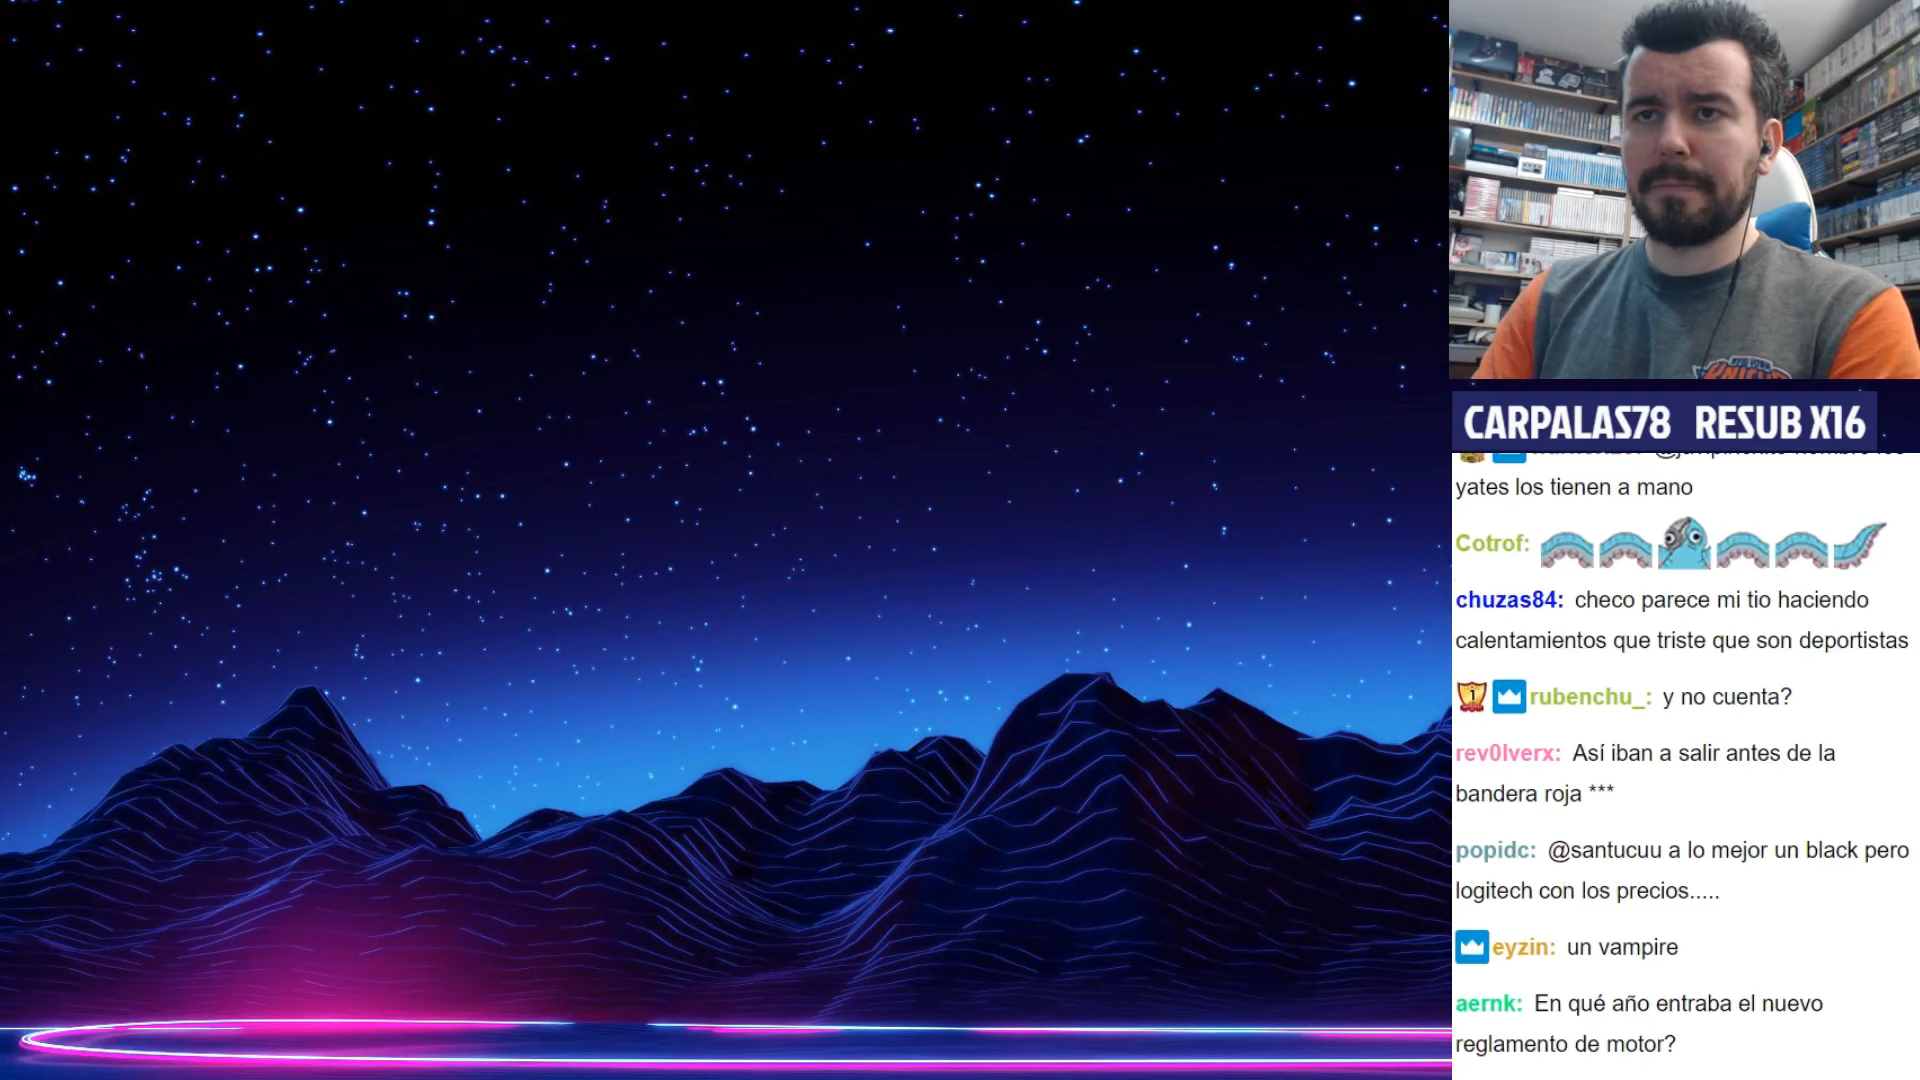 CARPALAS78 RESUB X16
yates los tienen a mano
Cotrof:
chuzas84: checo parece mi tio haciendo
calentamientos que triste que son deportistas
rubenchu_: y no cuenta?
rev0lverx: Así iban a salir antes de la
bandera roja ***
popidc: @santucuu a lo mejor un black pero
logitech con los precios.....
eyzin: un vampire
aernk: En qué año entraba el nuevo
reglamento de motor?